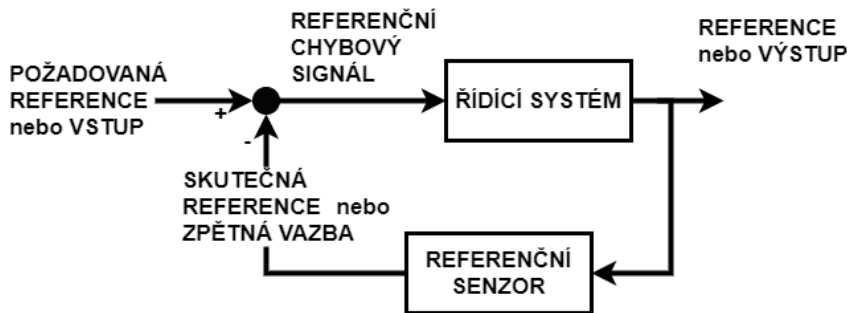 REFERENČNÍ
CHYBOVÝ
SIGNÁL
REFERENCE
nebo VÝSTUP
POŽADOVANÁ
REFERENCE
nebo VSTUP
+
-
ŘÍDÍCÍ SYSTÉM
SKUTEČNÁ
REFERENCE nebo
ZPĚTNÁ VAZBA
REFERENČNÍ
SENZOR